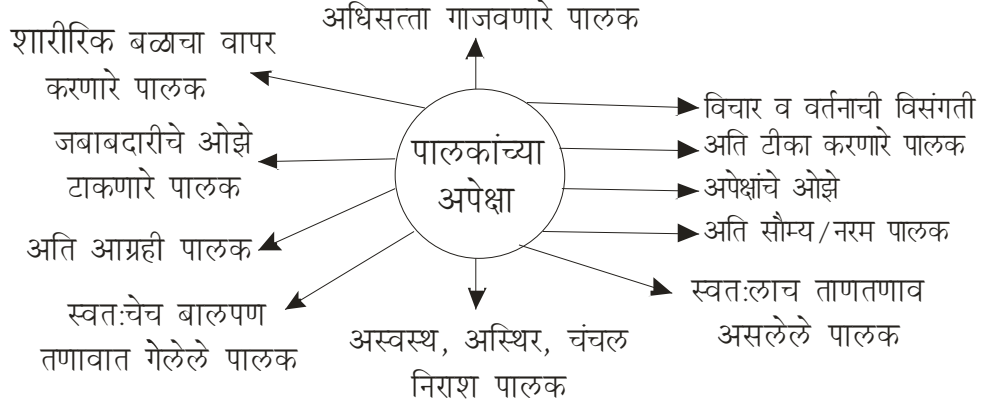 अधिसत्ता गाजवणारे पालक
शारीरिक बळाचा वापर
करणारे पालक
जबाबदारीचे ओझे
टाकणारे पालक
अति आग्रही पालक
स्वत:चेच बालपण
तणावात गेलेले पालक
पालकांच्या
अपेक्षा
अस्वस्थ, अस्थिर, चंचल
निराश पालक
विचार व वर्तनाची विसंगती
अति टीका करणारे पालक
अपेक्षांचे ओझे
अति सौम्य/नरम पालक
स्वत:लाच ताणतणाव
असलेले पालक